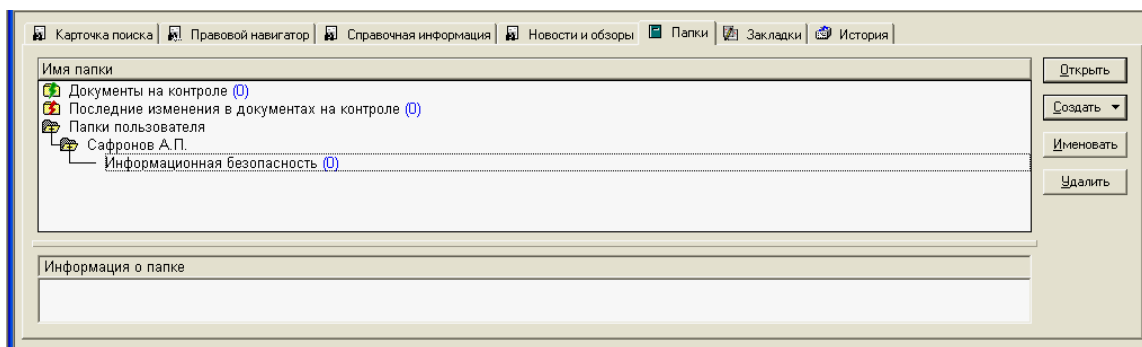 Карточка поиска Правовой навигатор Справочная информация Новости и обзоры Папки Закладки История
Имя папки
Открыть
Документы на контроле (0)
Последние изменения в документах на контроле (0)
Создать
Папки пользователя
Сафронов А.П.
Именовать
Информационная безопасность (0)
Удалить
Информация о папке